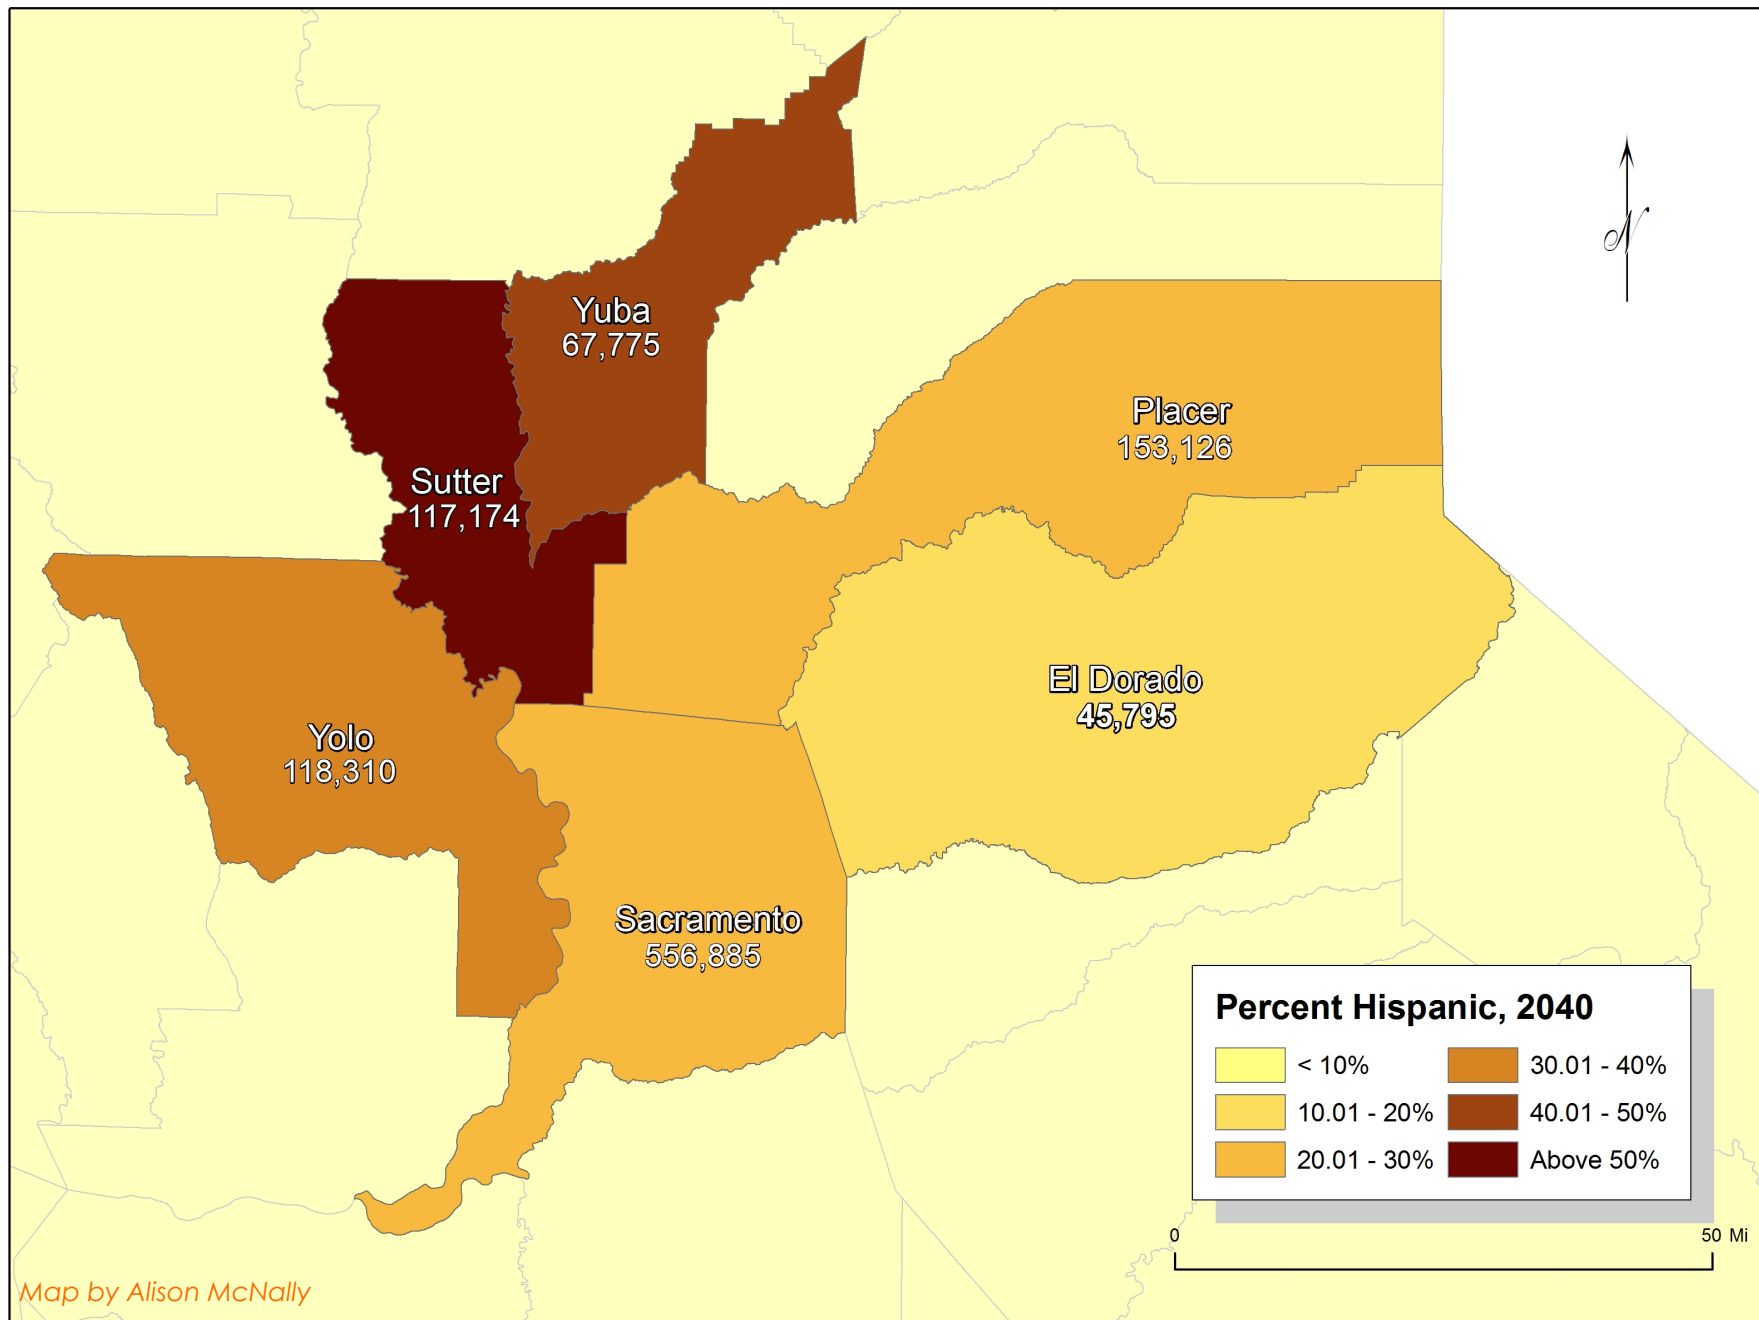 Yuba
67,775
Placer
153,126
Sutter
117,174
El Dorado
45,795
Yolo
118,310
Sacramento
556,885
N
Percent Hispanic, 2040
< 10%
10.01 - 20%
20.01 - 30%
30.01 - 40%
40.01 - 50%
Above 50%
0 50 Mi
Map by Alison McNally